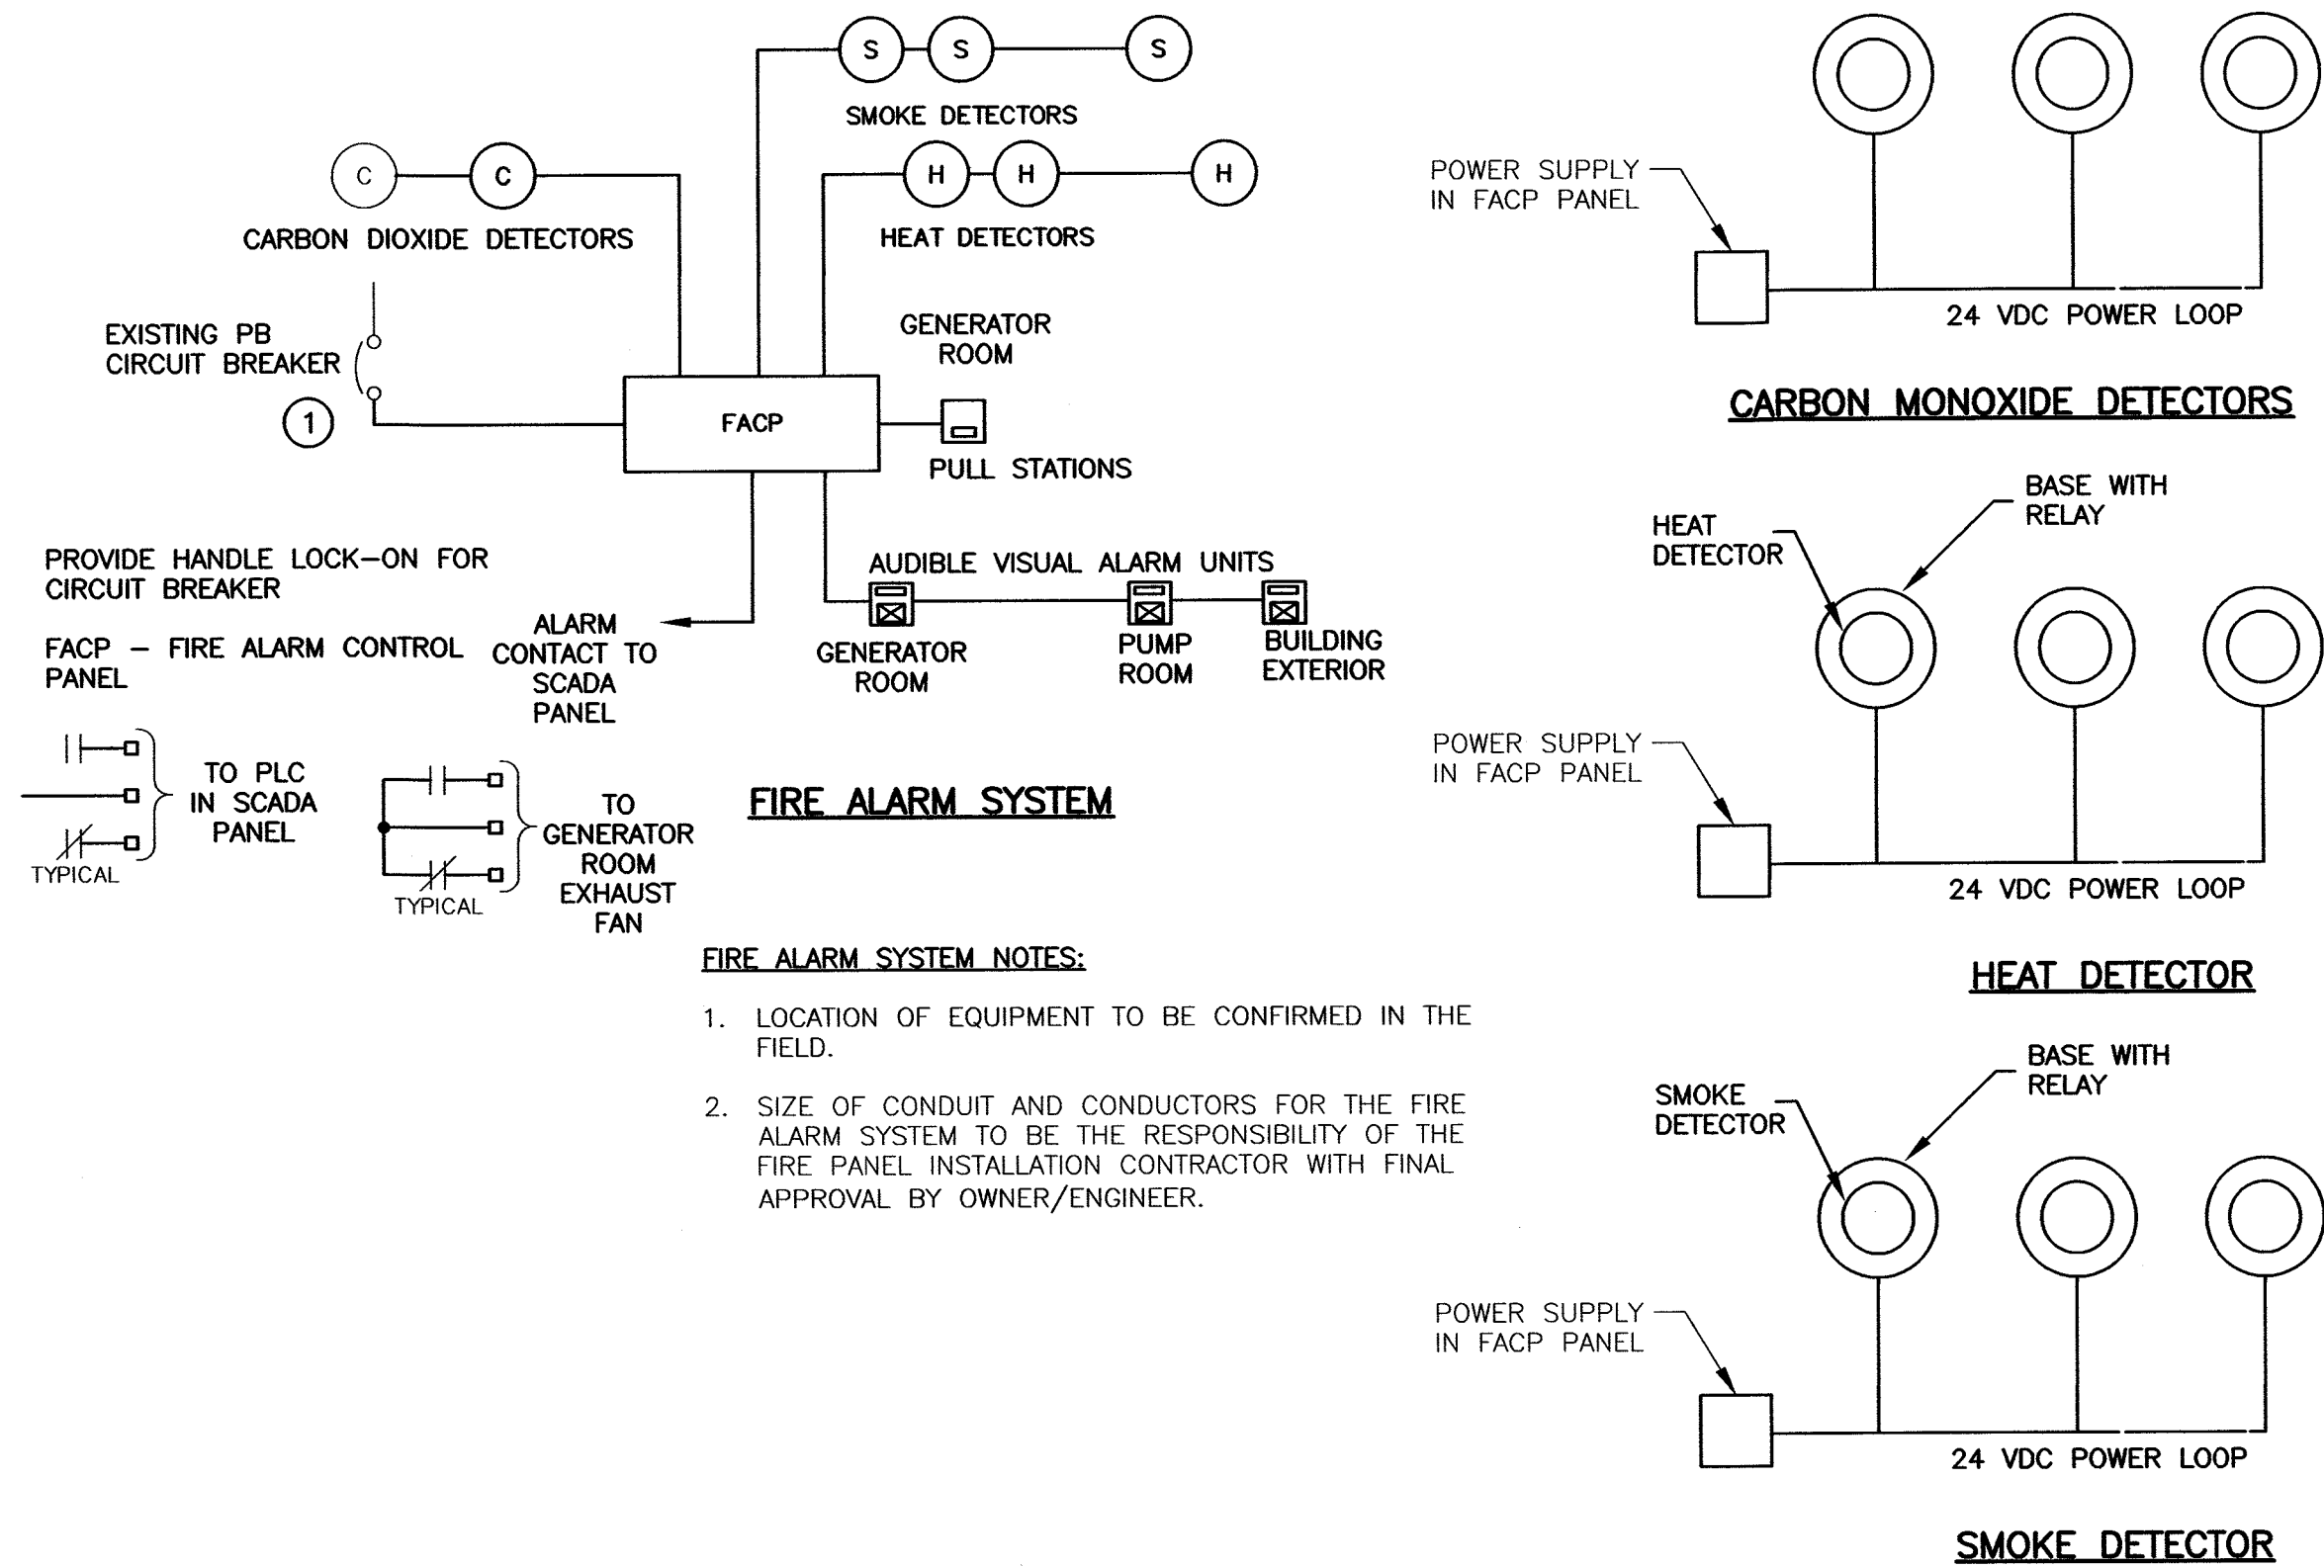 S S S
SMOKE DETECTORS
C C
CARBON DIOXIDE DETECTORS
H H H
HEAT DETECTORS
EXISTING PB
CIRCUIT BREAKER
1
GENERATOR
ROOM
FACP
PULL STATIONS
PROVIDE HANDLE LOCK-ON FOR
CIRCUIT BREAKER
FACP - FIRE ALARM CONTROL
PANEL
ALARM
CONTACT TO
SCADA
PANEL
AUDIBLE VISUAL ALARM UNITS
GENERATOR
ROOM
PUMP
ROOM
BUILDING
EXTERIOR
TO PLC
IN SCADA
PANEL
TYPICAL
TO
GENERATOR
ROOM
EXHAUST
FAN
TYPICAL
FIRE ALARM SYSTEM
FIRE ALARM SYSTEM NOTES:
1. LOCATION OF EQUIPMENT TO BE CONFIRMED IN THE
FIELD.
2. SIZE OF CONDUIT AND CONDUCTORS FOR THE FIRE
ALARM SYSTEM TO BE THE RESPONSIBILITY OF THE
FIRE PANEL INSTALLATION CONTRACTOR WITH FINAL
APPROVAL BY OWNER/ENGINEER.
POWER SUPPLY
IN FACP PANEL
24 VDC POWER LOOP
CARBON MONOXIDE DETECTORS
BASE WITH
RELAY
HEAT
DETECTOR
POWER SUPPLY
IN FACP PANEL
24 VDC POWER LOOP
HEAT DETECTOR
BASE WITH
RELAY
SMOKE
DETECTOR
POWER SUPPLY
IN FACP PANEL
24 VDC POWER LOOP
SMOKE DETECTOR